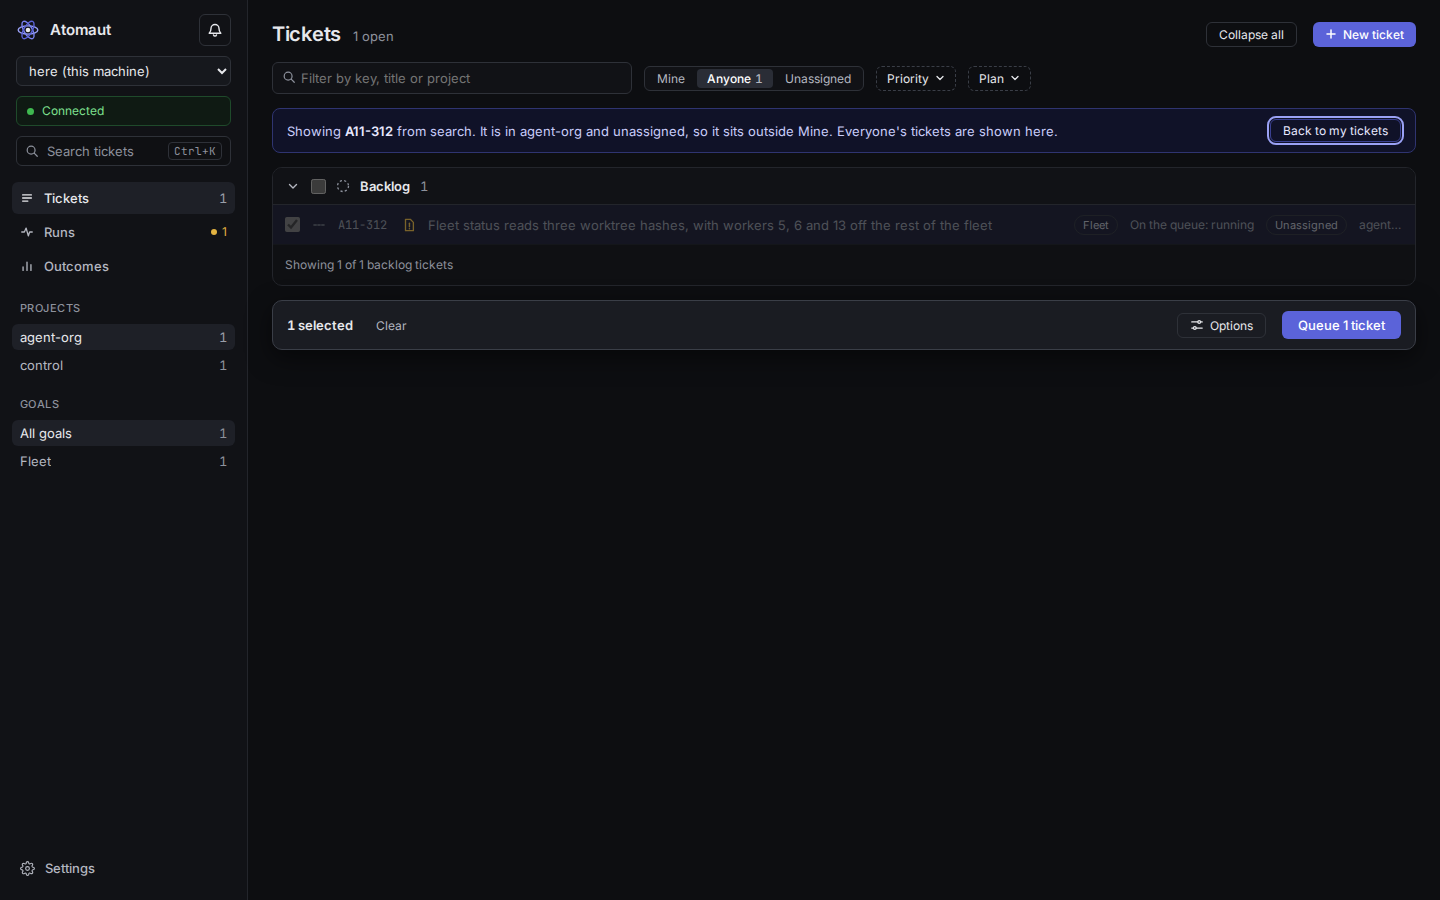 Atomaut
here (this machine)
Connected
Search tickets Ctrl+K
Tickets 1
Runs 1
Outcomes
PROJECTS
agent-org 1
control 1
GOALS
All goals 1
Fleet 1
Settings
Tickets 1 open
Collapse all
New ticket
Filter by key, title or project
Mine Anyone 1 Unassigned
Priority
Plan
Showing A11-312 from search. It is in agent-org and unassigned, so it sits outside Mine. Everyone's tickets are shown here.
Back to my tickets
Backlog 1
A11-312 Fleet status reads three worktree hashes, with workers 5, 6 and 13 off the rest of the fleet Fleet On the queue: running Unassigned agent...
Showing 1 of 1 backlog tickets
1 selected Clear Options Queue 1 ticket